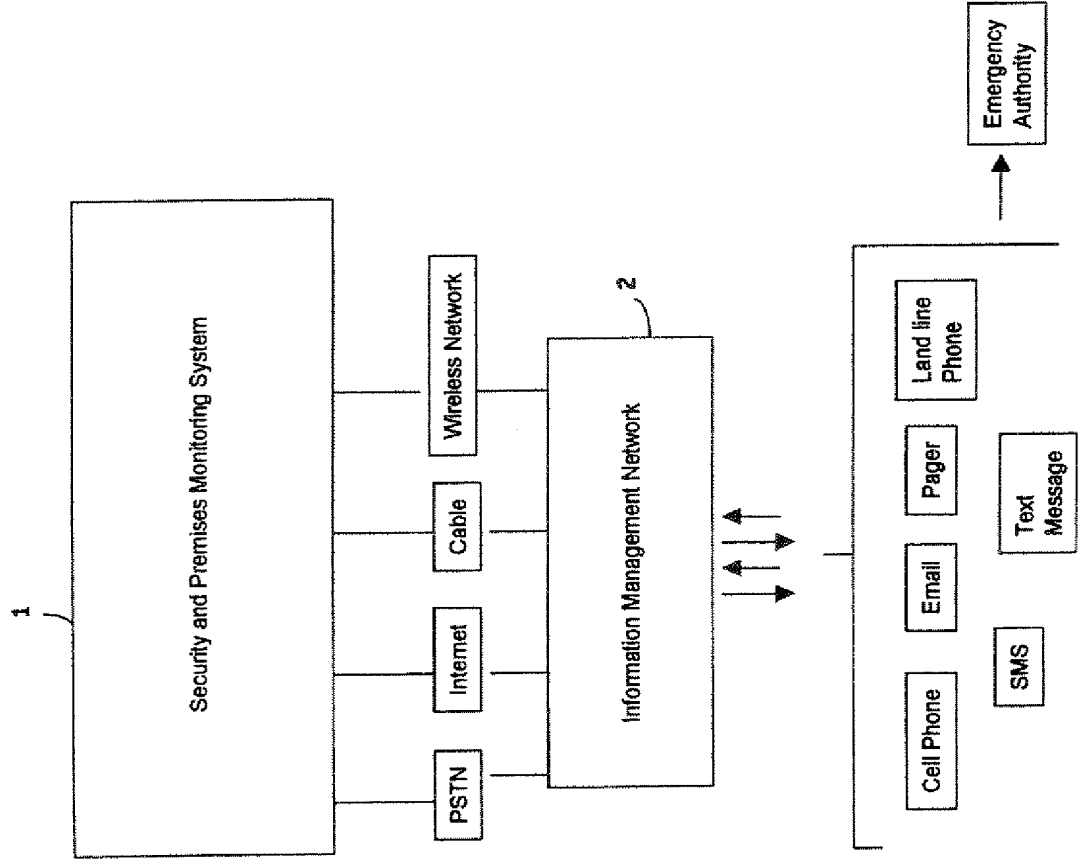 1
Security and Premises Monitoring System
PSTN
Internet
Cable
Wireless Network
2
Information Management Network
Cell Phone
Email
Pager
Land line
Phone
SMS
Text
Message
Emergency
Authority